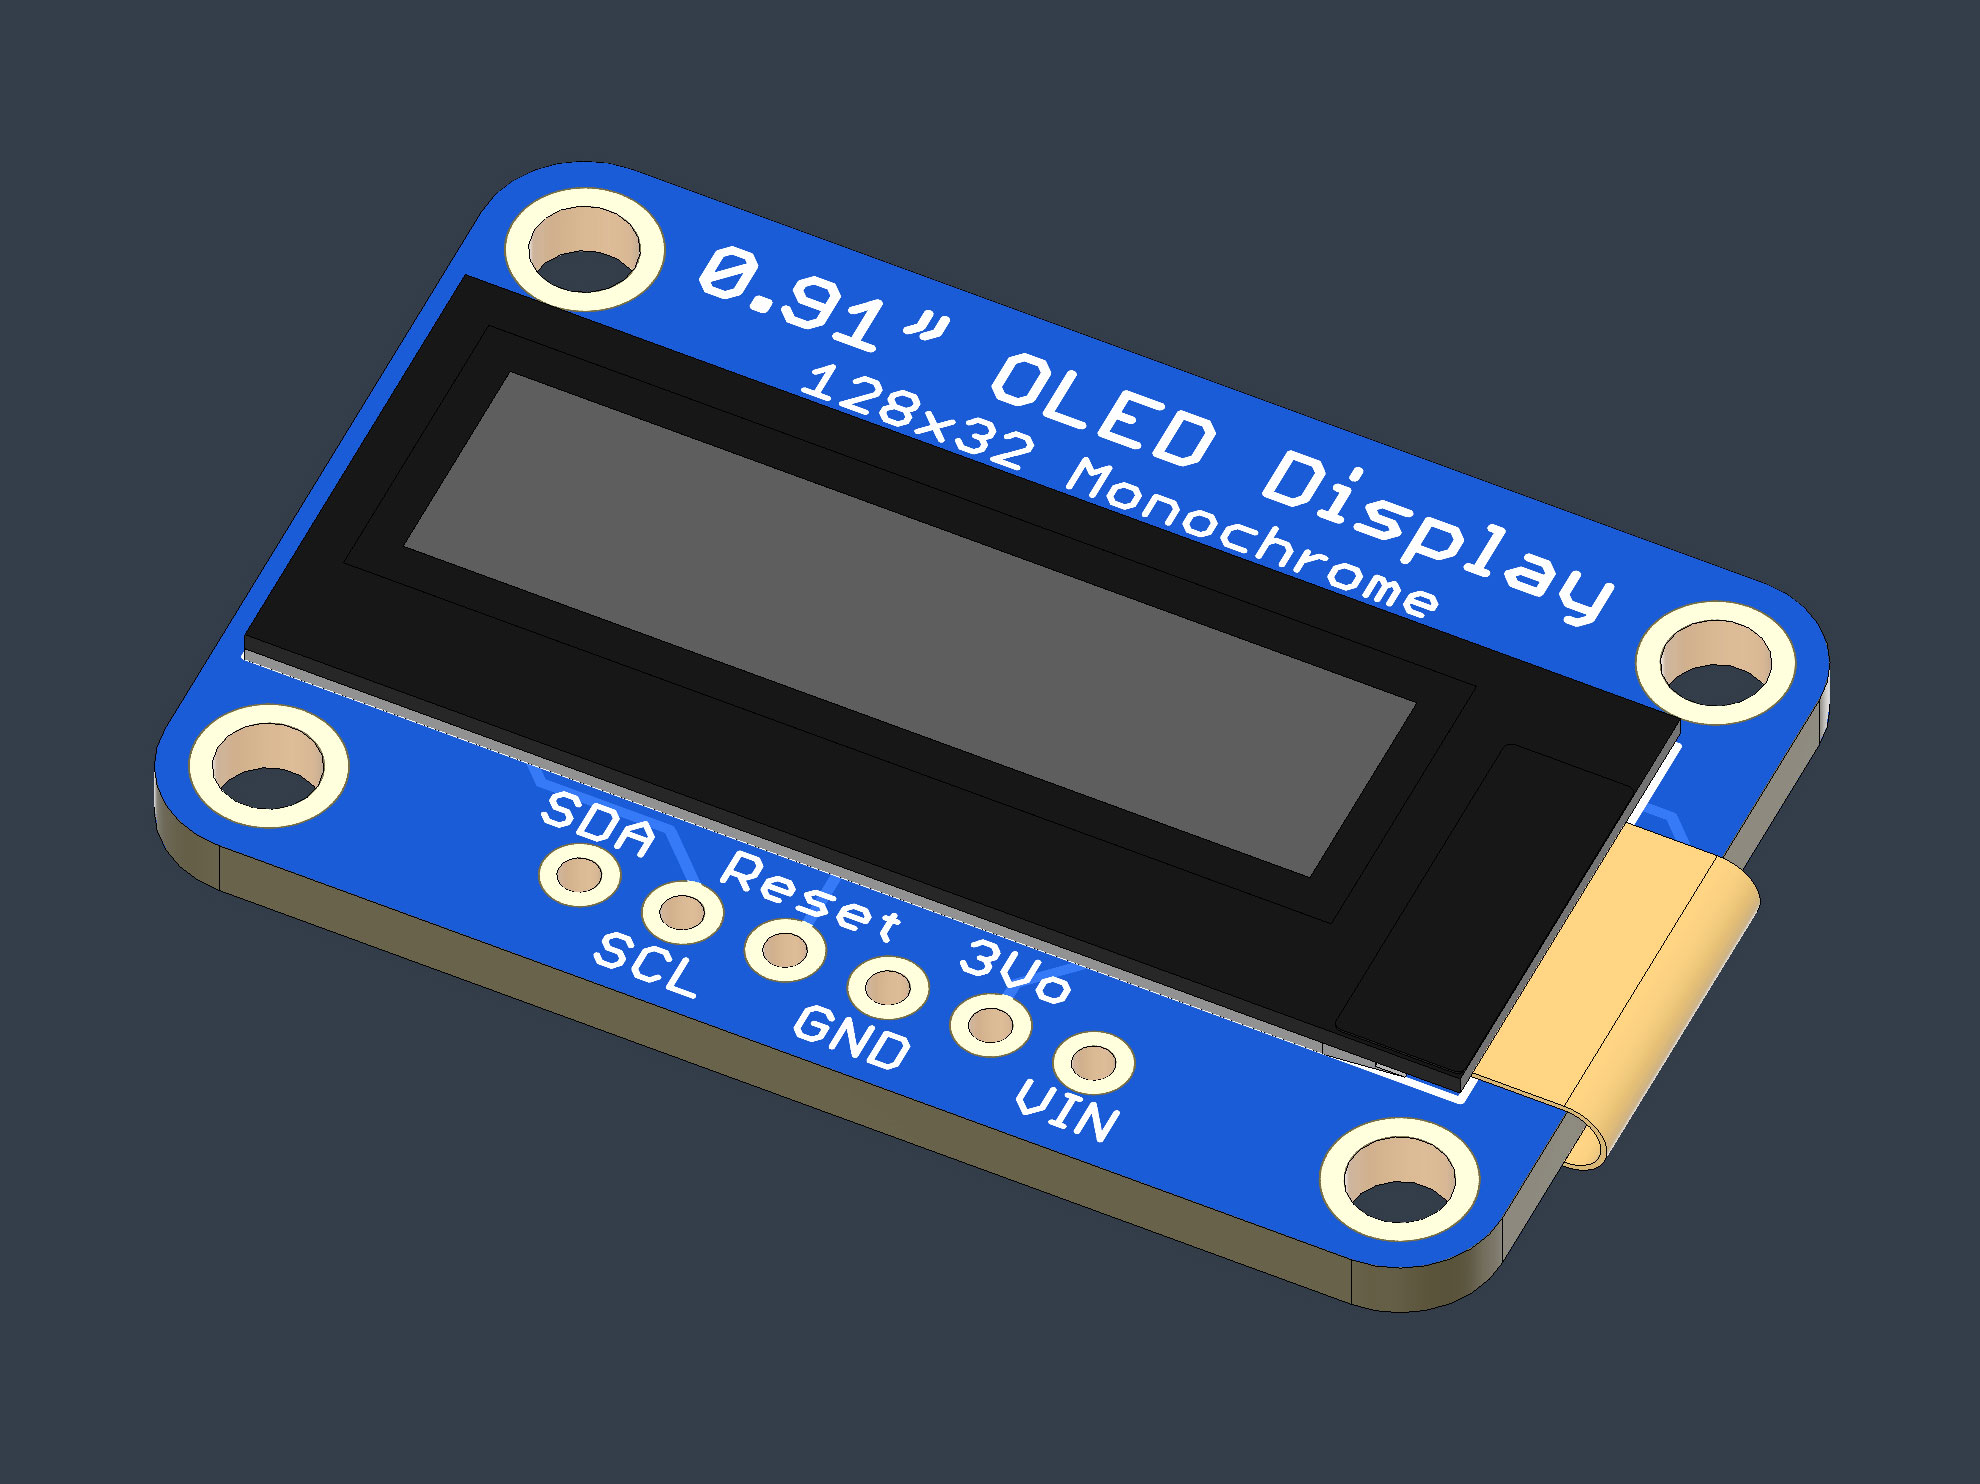 0.91” OLED Display
128x32 Monochrome
SDA
Reset
3Vo
SCL
GND
VIN